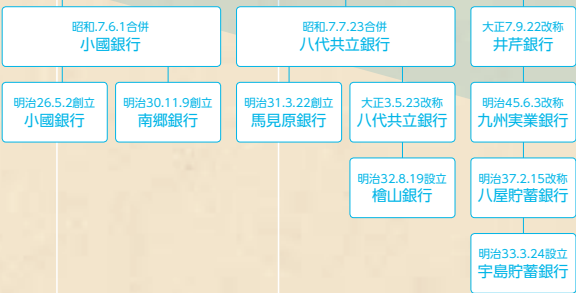 昭和.7.6.1合併
小國銀行
昭和.7.7.23合併
八代共立銀行
大正7.9.22改称
井芹銀行
明治26.5.2創立
小國銀行
明治30.11.9創立
南郷銀行
明治31.3.22創立
馬見原銀行
大正3.5.23改称
八代共立銀行
明治45.6.3改称
九州実業銀行
明治32.8.19設立
檜山銀行
明治37.2.15改称
八屋貯蓄銀行
明治33.3.24設立
宇島貯蓄銀行